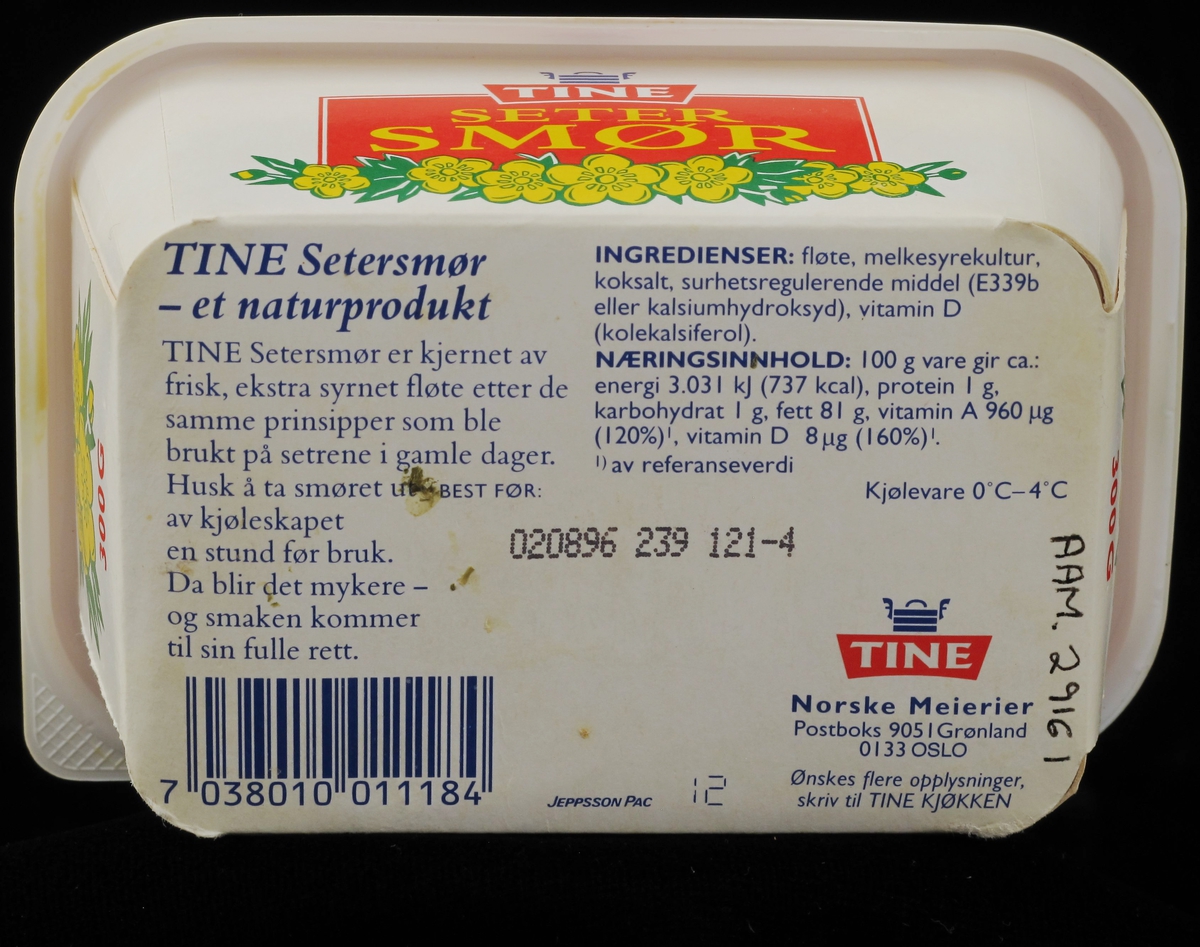 TINE
SETER
SMØR
TINE Setersmør
– et naturprodukt
TINE Setersmør er kjernet av
frisk, ekstra syrnet fløte etter de
samme prinsipper som ble
brukt på setrene i gamle dager.
Husk å ta smøret ut
av kjøleskapet
en stund før bruk.
Da blir det mykere –
og smaken kommer
til sin fulle rett.
BEST FØR:
020896 239 121-4
INGREDIENSER: fløte, melkesyrekultur,
koksalt, surhetsregulerende middel (E339b
eller kalsiumhydroksyd), vitamin D
(kolekalsiferol).
NÆRINGSINNHOLD: 100 g vare gir ca.:
energi 3.031 kJ (737 kcal), protein 1 g,
karbohydrat 1 g, fett 81 g, vitamin A 960 µg
(120%)¹, vitamin D 8 µg (160%)¹.
¹⁾ av referanseverdi
Kjølevare 0°C–4°C
TINE
Norske Meierier
Postboks 9051 Grønland
0133 OSLO
Ønskes flere opplysninger,
skriv til TINE KJØKKEN
7 038010 011184
JEPPSSON PAC
12
AAM. 29161
300 G
300 G